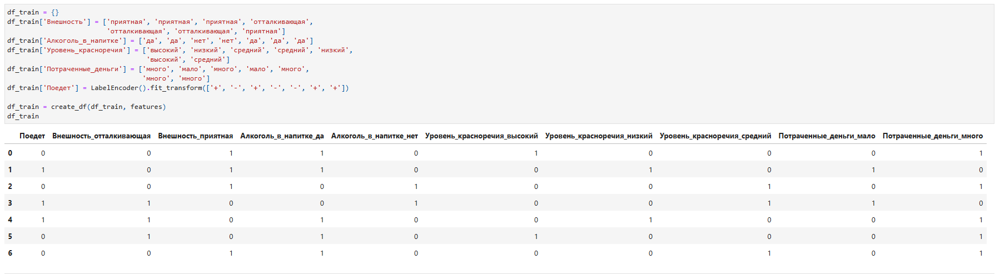 df_train = {}
df_train['Внешность'] = ['приятная', 'приятная', 'приятная', 'отталкивающая',
'отталкивающая', 'отталкивающая', 'приятная']
df_train['Алкоголь_в_напитке'] = ['да', 'да', 'нет', 'нет', 'да', 'да', 'да']
df_train['Уровень_красноречия'] = ['высокий', 'низкий', 'средний', 'средний', 'низкий',
'высокий', 'средний']
df_train['Потраченные_деньги'] = ['много', 'мало', 'много', 'мало', 'много',
'много', 'много']
df_train['Поедет'] = LabelEncoder().fit_transform(['+', '-', '+', '-', '-', '+', '+'])
df_train = create_df(df_train, features)
df_train
Поедет Внешность_отталкивающая Внешность_приятная Алкоголь_в_напитке_да Алкоголь_в_напитке_нет Уровень_красноречия_высокий Уровень_красноречия_низкий Уровень_красноречия_средний Потраченные_деньги_мало Потраченные_деньги_много
0 0 0 1 1 0 1 0 0 0 1
1 1 0 1 1 0 0 1 0 1 0
2 0 0 1 0 1 0 0 1 0 1
3 1 1 0 0 1 0 0 1 1 0
4 1 1 0 1 0 0 1 0 0 1
5 0 1 0 1 0 1 0 0 0 1
6 0 0 1 1 0 0 0 1 0 1